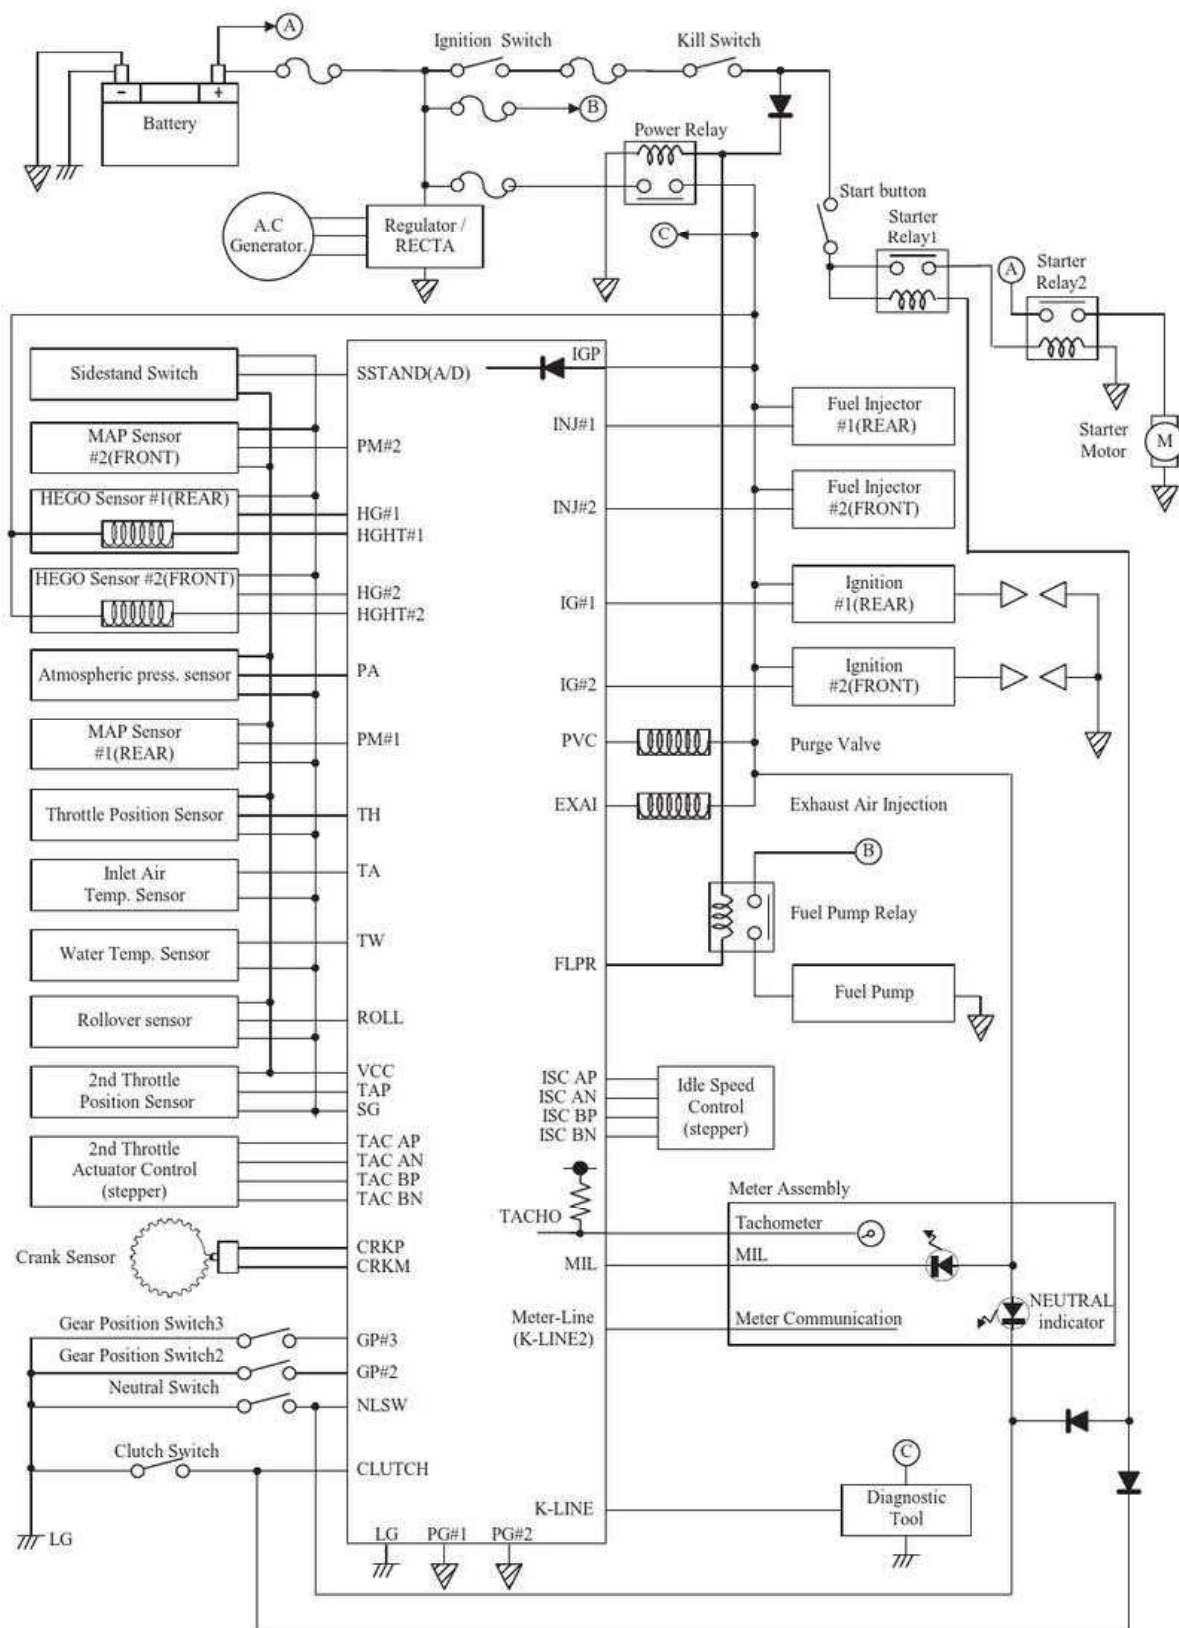 A
Ignition Switch
Kill Switch
− +
Battery
B
Power Relay
A.C
Generator.
Regulator /
RECTA
C
Start button
Starter
Relay1
A
Starter
Relay2
Starter
Motor
M
Sidestand Switch
SSTAND(A/D)
IGP
MAP Sensor
#2(FRONT)
PM#2
INJ#1
Fuel Injector
#1(REAR)
HEGO Sensor #1(REAR)
HG#1
HGHT#1
INJ#2
Fuel Injector
#2(FRONT)
HEGO Sensor #2(FRONT)
HG#2
HGHT#2
IG#1
Ignition
#1(REAR)
Atmospheric press. sensor
PA
IG#2
Ignition
#2(FRONT)
MAP Sensor
#1(REAR)
PM#1
PVC
Purge Valve
Throttle Position Sensor
TH
EXAI
Exhaust Air Injection
Inlet Air
Temp. Sensor
TA
B
Fuel Pump Relay
Water Temp. Sensor
TW
FLPR
Fuel Pump
Rollover sensor
ROLL
2nd Throttle
Position Sensor
VCC
TAP
SG
ISC AP
ISC AN
ISC BP
ISC BN
Idle Speed
Control
(stepper)
2nd Throttle
Actuator Control
(stepper)
TAC AP
TAC AN
TAC BP
TAC BN
Meter Assembly
TACHO
Tachometer
Crank Sensor
CRKP
CRKM
MIL
MIL
NEUTRAL
indicator
Meter-Line
(K-LINE2)
Meter Communication
Gear Position Switch3
GP#3
Gear Position Switch2
GP#2
Neutral Switch
NLSW
Clutch Switch
CLUTCH
C
K-LINE
Diagnostic
Tool
LG
LG PG#1 PG#2